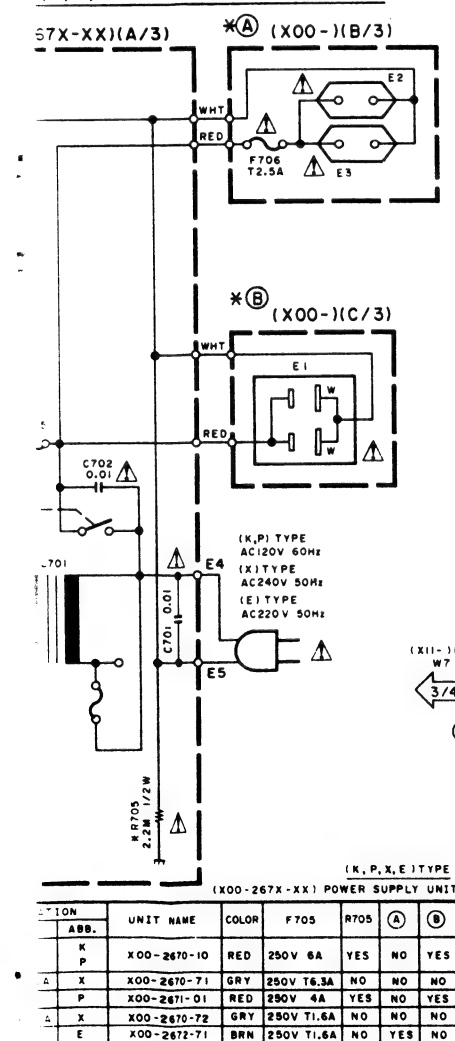 67X-XX)(A/3)
*Ⓐ (X00-)(B/3)
E2
WHT
RED
F706
T2.5A
E3
*Ⓑ
(X00-)(C/3)
WHT
E1
W
RED
W
C702
0.01
(K,P) TYPE
AC120V 60Hz
(X) TYPE
AC240V 50Hz
(E) TYPE
AC220V 50Hz
701
E4
C701 0.01
E5
(X11-)(
W7
3/4
*R705
2.2M 1/2W
(K,P,X,E) TYPE
(X00-267X-XX) POWER SUPPLY UNIT
TION ABB. UNIT NAME COLOR F705 R705 Ⓐ Ⓑ
K P X00-2670-10 RED 250V 6A YES NO YES
A X X00-2670-71 GRY 250V T6.3A NO NO NO
P X00-2671-01 RED 250V 4A YES NO YES
A X X00-2670-72 GRY 250V T1.6A NO NO NO
E X00-2672-71 BRN 250V T1.6A NO YES NO